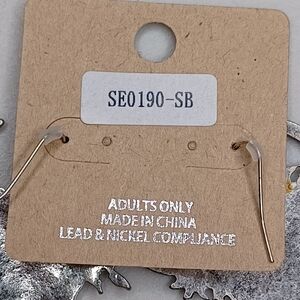 SE0190-SB
ADULTS ONLY
MADE IN CHINA
LEAD & NICKEL COMPLIANCE